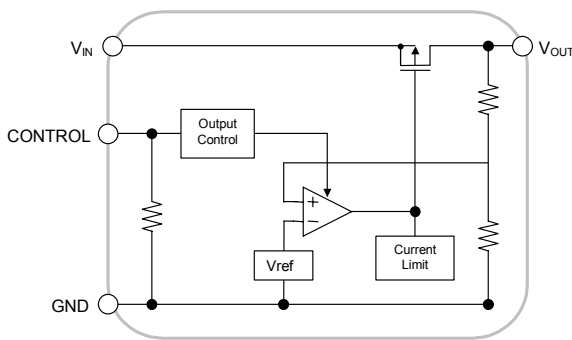 VIN
VOUT
CONTROL
Output
Control
+
−
Vref
Current
Limit
GND